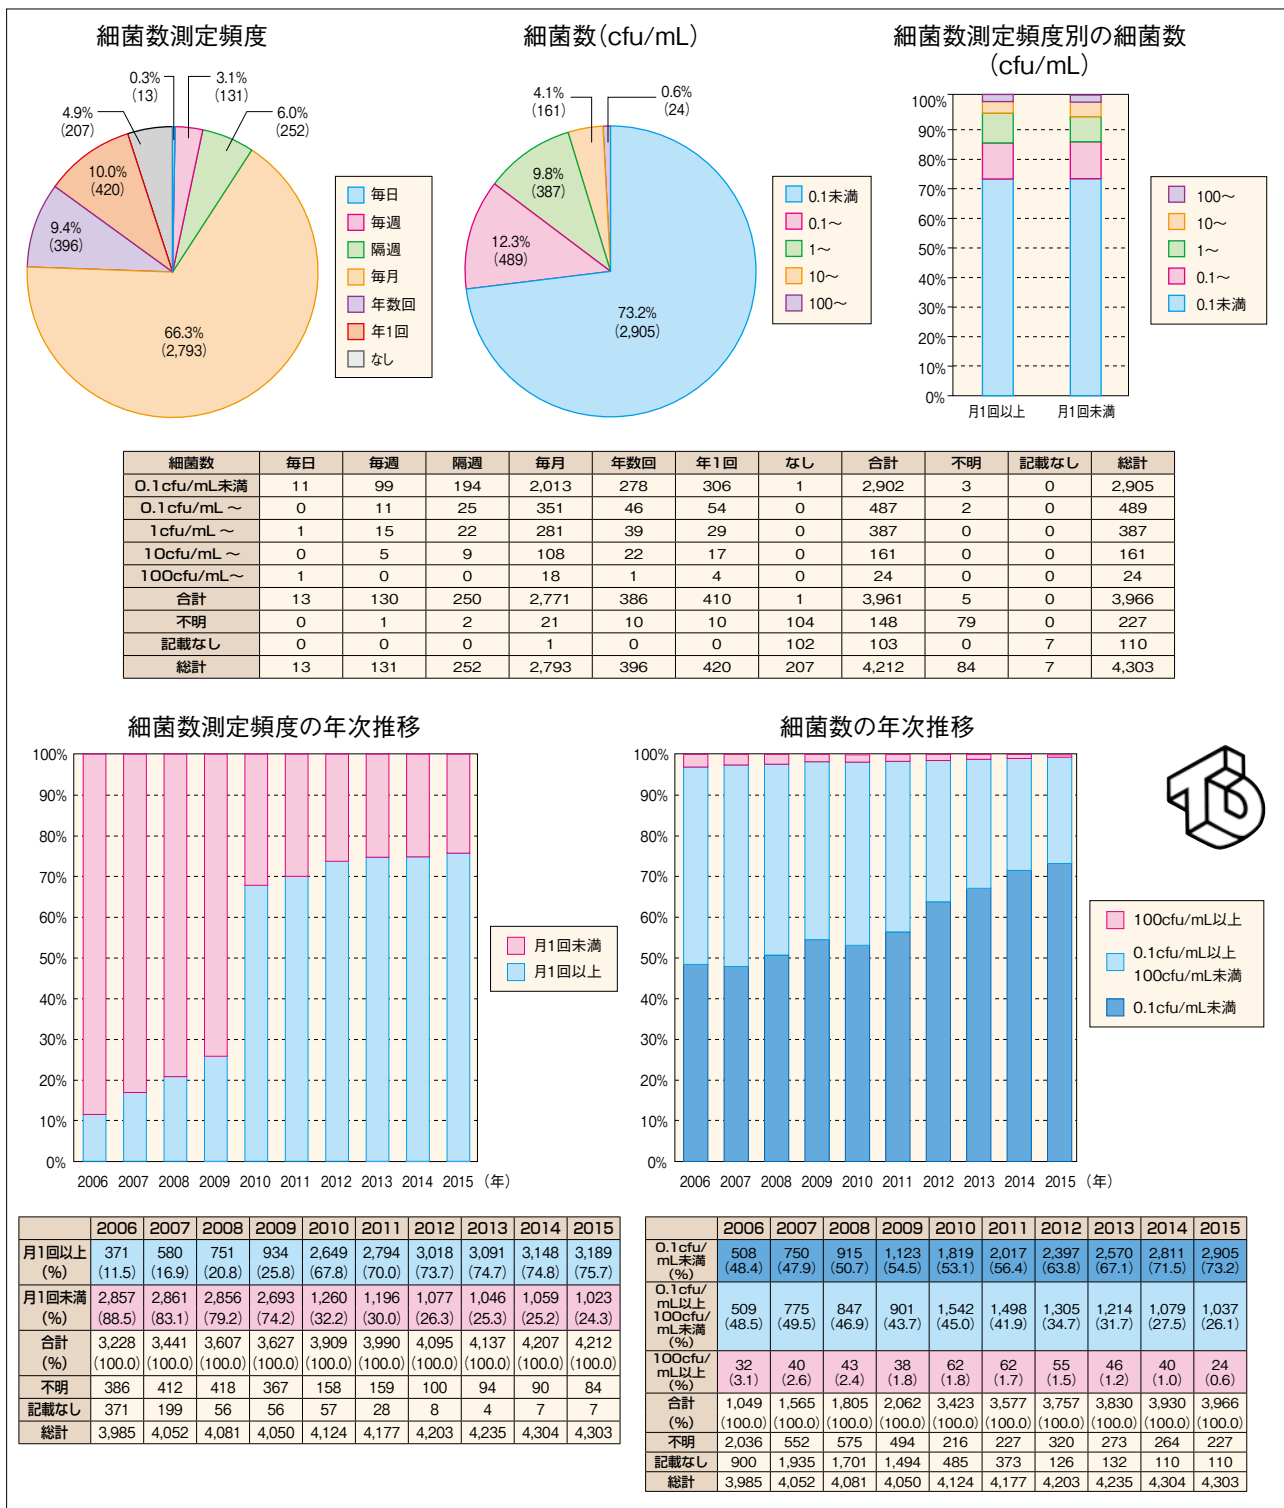 細菌数測定頻度
0.3%
(13)
3.1%
(131)
4.9%
(207)
6.0%
(252)
10.0%
(420)
9.4%
(396)
66.3%
(2,793)
毎日
毎週
隔週
毎月
年数回
年1回
なし
細菌数(cfu/mL)
4.1%
(161)
0.6%
(24)
9.8%
(387)
12.3%
(489)
73.2%
(2,905)
0.1未満
0.1〜
1〜
10〜
100〜
細菌数測定頻度別の細菌数
(cfu/mL)
100%
90%
80%
70%
60%
50%
40%
30%
20%
10%
0%
月1回以上 月1回未満
100〜
10〜
1〜
0.1〜
0.1未満
細菌数 毎日 毎週 隔週 毎月 年数回 年1回 なし 合計 不明 記載なし 総計
0.1cfu/mL未満 11 99 194 2,013 278 306 1 2,902 3 0 2,905
0.1cfu/mL 〜 0 11 25 351 46 54 0 487 2 0 489
1cfu/mL 〜 1 15 22 281 39 29 0 387 0 0 387
10cfu/mL 〜 0 5 9 108 22 17 0 161 0 0 161
100cfu/mL〜 1 0 0 18 1 4 0 24 0 0 24
合計 13 130 250 2,771 386 410 1 3,961 5 0 3,966
不明 0 1 2 21 10 10 104 148 79 0 227
記載なし 0 0 0 1 0 0 102 103 0 7 110
総計 13 131 252 2,793 396 420 207 4,212 84 7 4,303
細菌数測定頻度の年次推移
100%
90%
80%
70%
60%
50%
40%
30%
20%
10%
0%
2006 2007 2008 2009 2010 2011 2012 2013 2014 2015 (年)
月1回未満
月1回以上
細菌数の年次推移
100%
90%
80%
70%
60%
50%
40%
30%
20%
10%
0%
2006 2007 2008 2009 2010 2011 2012 2013 2014 2015 (年)
100cfu/mL以上
0.1cfu/mL以上
100cfu/mL未満
0.1cfu/mL未満
2006 2007 2008 2009 2010 2011 2012 2013 2014 2015
月1回以上 371 580 751 934 2,649 2,794 3,018 3,091 3,148 3,189
(%) (11.5) (16.9) (20.8) (25.8) (67.8) (70.0) (73.7) (74.7) (74.8) (75.7)
月1回未満 2,857 2,861 2,856 2,693 1,260 1,196 1,077 1,046 1,059 1,023
(%) (88.5) (83.1) (79.2) (74.2) (32.2) (30.0) (26.3) (25.3) (25.2) (24.3)
合計 3,228 3,441 3,607 3,627 3,909 3,990 4,095 4,137 4,207 4,212
(%) (100.0) (100.0) (100.0) (100.0) (100.0) (100.0) (100.0) (100.0) (100.0) (100.0)
不明 386 412 418 367 158 159 100 94 90 84
記載なし 371 199 56 56 57 28 8 4 7 7
総計 3,985 4,052 4,081 4,050 4,124 4,177 4,203 4,235 4,304 4,303
2006 2007 2008 2009 2010 2011 2012 2013 2014 2015
0.1cfu/
mL未満 508 750 915 1,123 1,819 2,017 2,397 2,570 2,811 2,905
(%) (48.4) (47.9) (50.7) (54.5) (53.1) (56.4) (63.8) (67.1) (71.5) (73.2)
0.1cfu/
mL以上
100cfu/ 509 775 847 901 1,542 1,498 1,305 1,214 1,079 1,037
mL未満 (48.5) (49.5) (46.9) (43.7) (45.0) (41.9) (34.7) (31.7) (27.5) (26.1)
(%)
100cfu/
mL以上 32 40 43 38 62 62 55 46 40 24
(%) (3.1) (2.6) (2.4) (1.8) (1.8) (1.7) (1.5) (1.2) (1.0) (0.6)
合計 1,049 1,565 1,805 2,062 3,423 3,577 3,757 3,830 3,930 3,966
(%) (100.0) (100.0) (100.0) (100.0) (100.0) (100.0) (100.0) (100.0) (100.0) (100.0)
不明 2,036 552 575 494 216 227 320 273 264 227
記載なし 900 1,935 1,701 1,494 485 373 126 132 110 110
総計 3,985 4,052 4,081 4,050 4,124 4,177 4,203 4,235 4,304 4,303